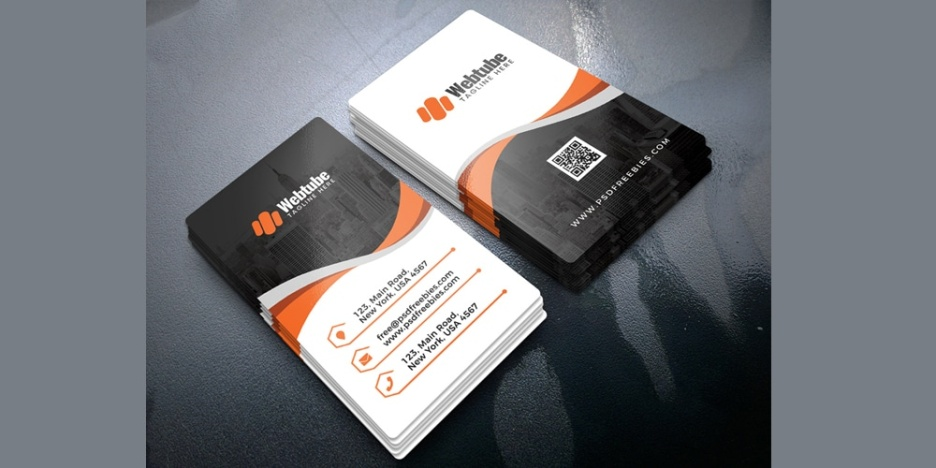 Webtube
TAGLINE HERE
WWW.PSDFREEBIES.COM
Webtube
TAGLINE HERE
123, Main Road,
New York. USA 4567
free@psdfreebies.com
www.psdfreebies.com
123, Main Road,
New York. USA 4567